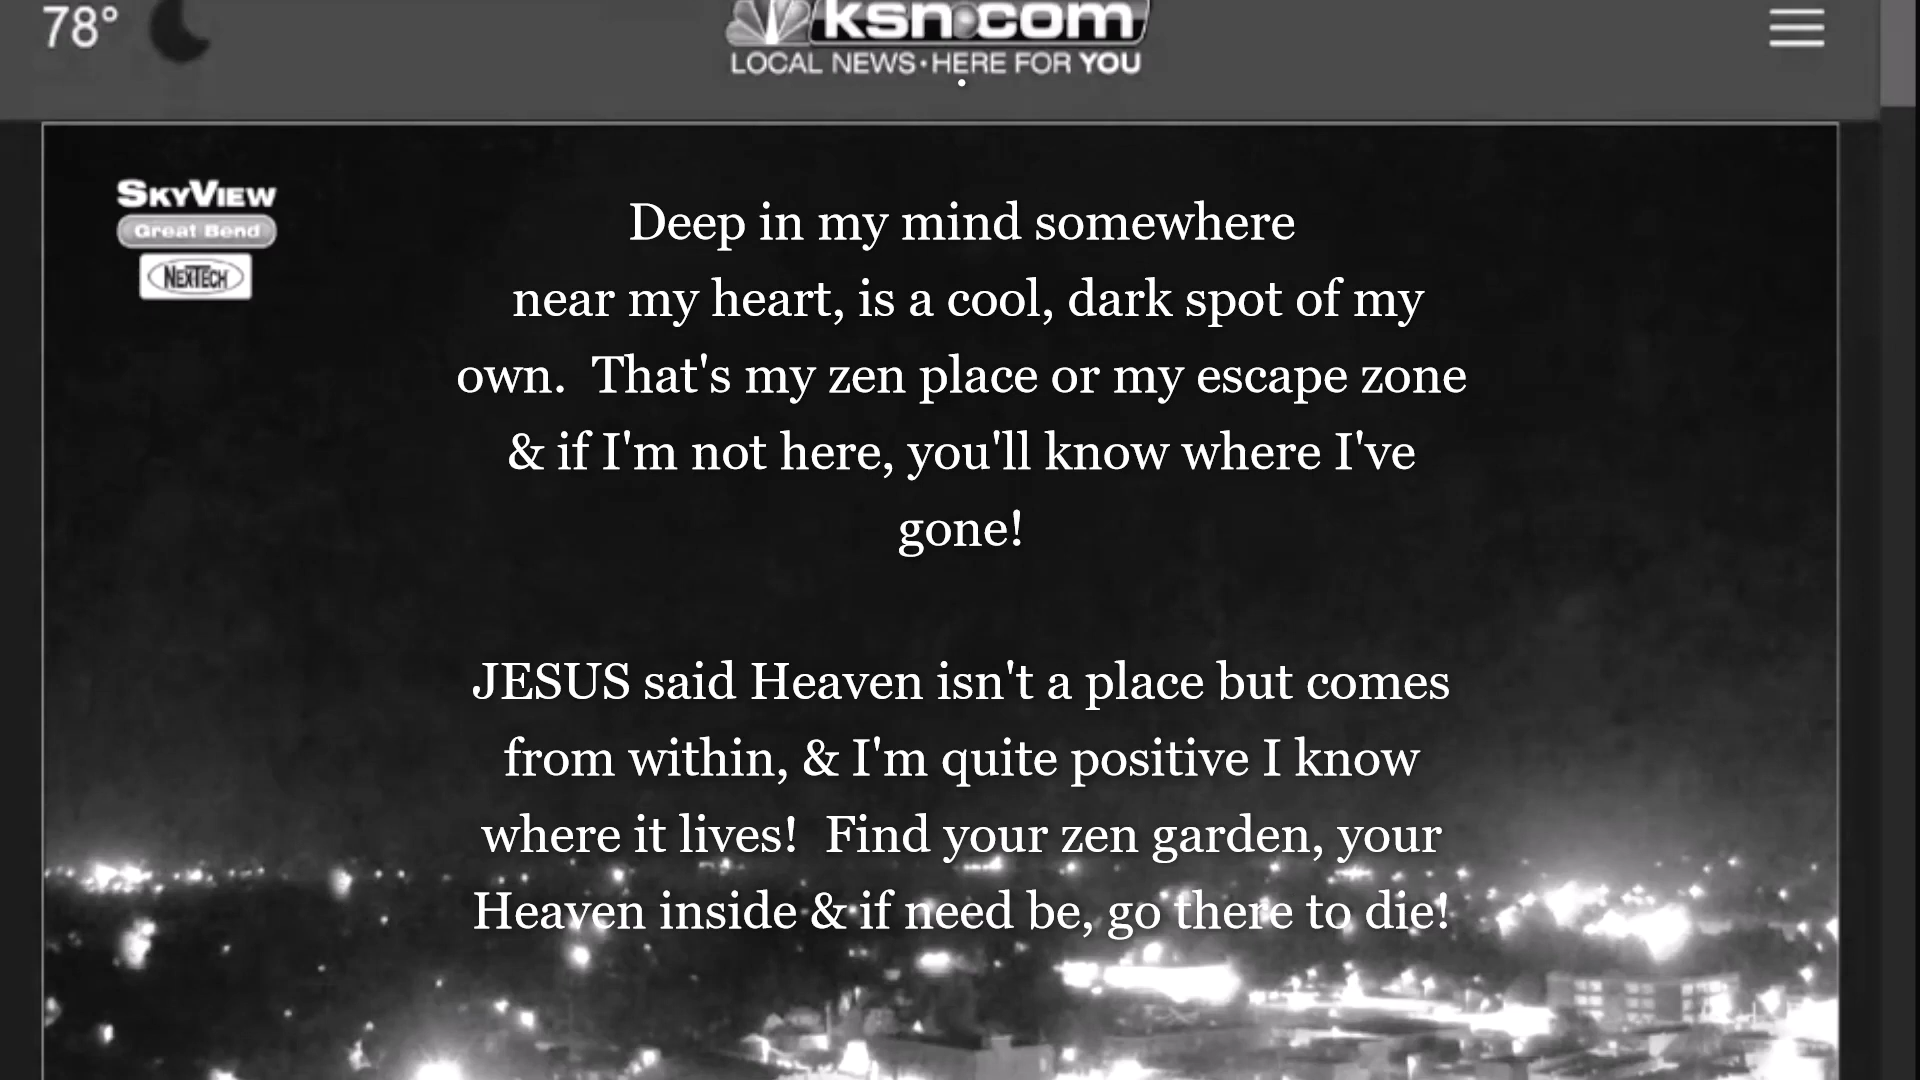 78°
ksn.com
LOCAL NEWS • HERE FOR YOU
SKYVIEW
Great Bend
NEXTECH
Deep in my mind somewhere
near my heart, is a cool, dark spot of my
own.  That's my zen place or my escape zone
& if I'm not here, you'll know where I've
gone!
JESUS said Heaven isn't a place but comes
from within, & I'm quite positive I know
where it lives!  Find your zen garden, your
Heaven inside & if need be, go there to die!